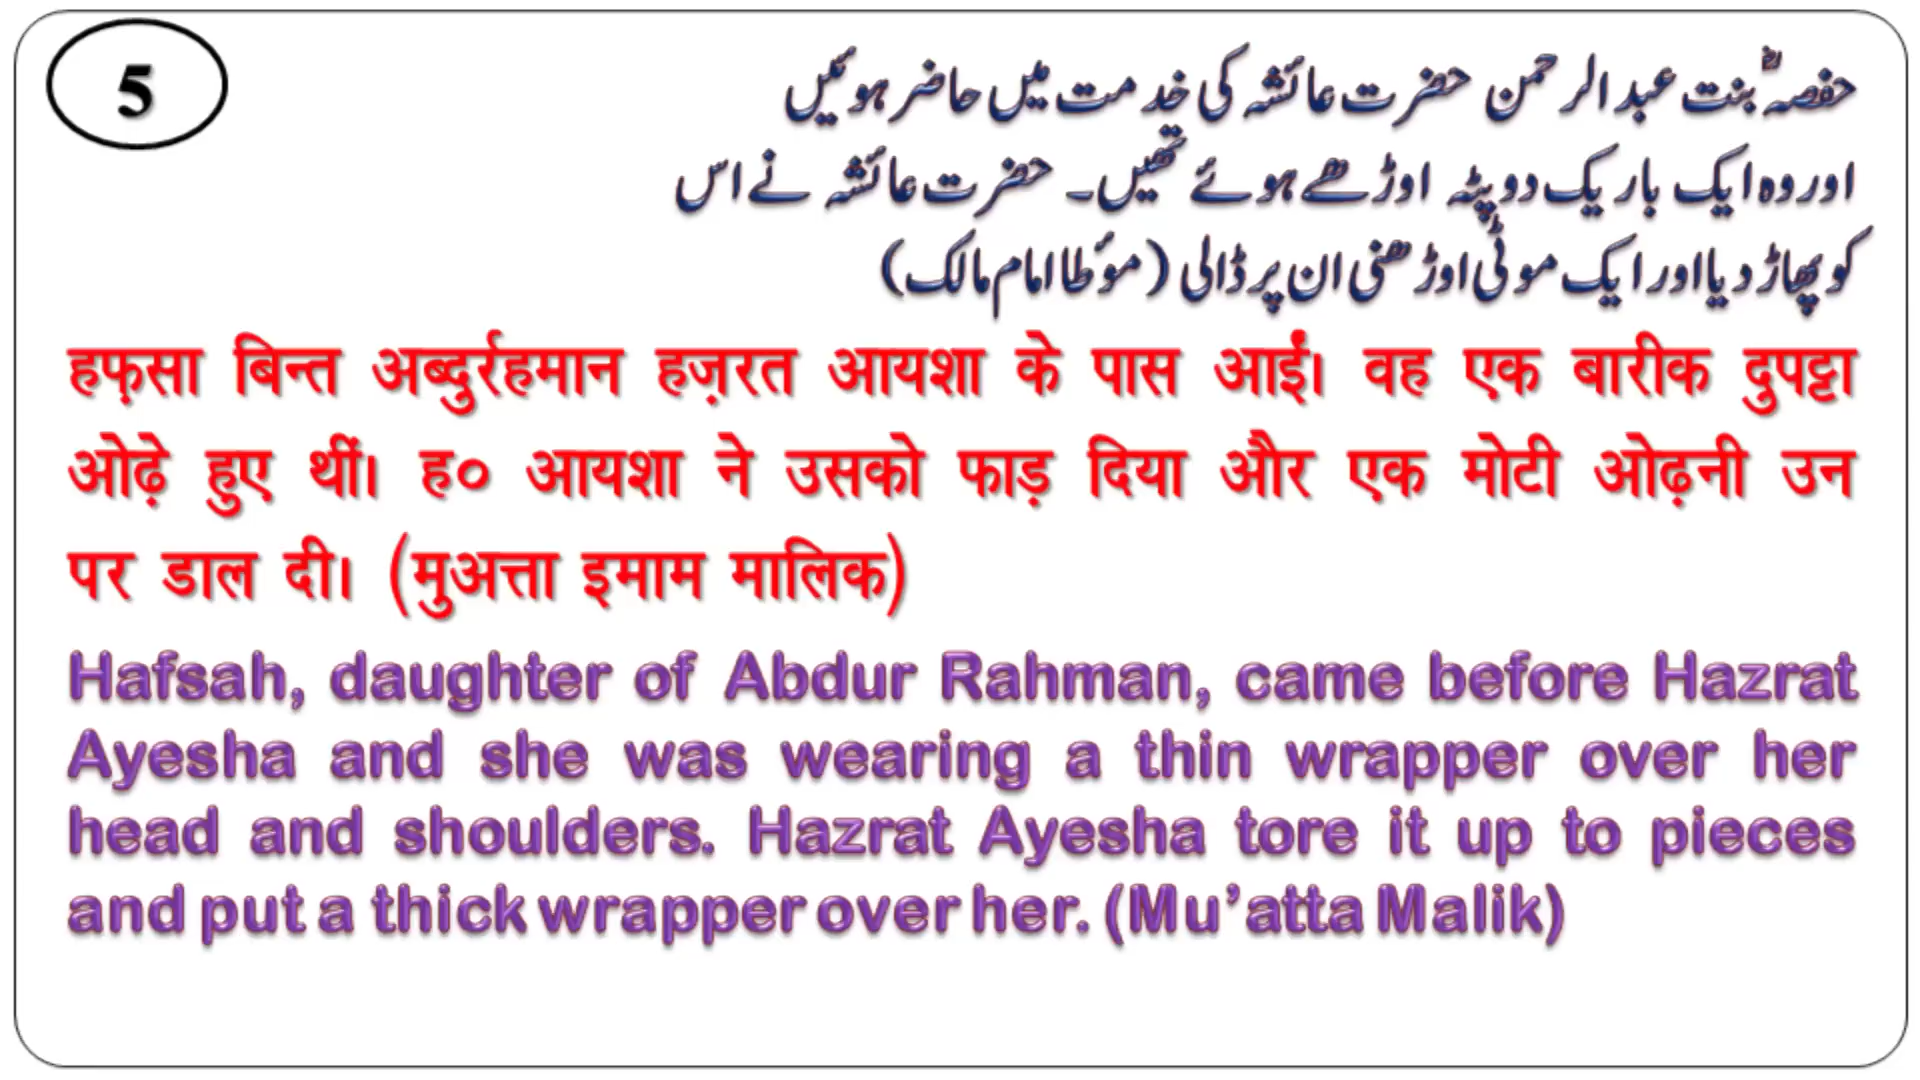 5
حفصہؓ بنت عبد الرحمن حضرت عائشہ کی خدمت میں حاضر ہوئیں
اور وہ ایک باریک دوپٹہ اوڑھے ہوئے تھیں۔ حضرت عائشہ نے اس
کو پھاڑ دیا اور ایک موٹی اوڑھنی ان پر ڈالی (موٗطا امام مالک)
हफ़सा बिन्त अब्दुर्रहमान हज़रत आयशा के पास आईं। वह एक बारीक दुपट्टा
ओढ़े हुए थीं। ह० आयशा ने उसको फाड़ दिया और एक मोटी ओढ़नी उन
पर डाल दी। (मुअत्ता इमाम मालिक)
Hafsah, daughter of Abdur Rahman, came before Hazrat
Ayesha and she was wearing a thin wrapper over her
head and shoulders. Hazrat Ayesha tore it up to pieces
and put a thick wrapper over her. (Mu’atta Malik)